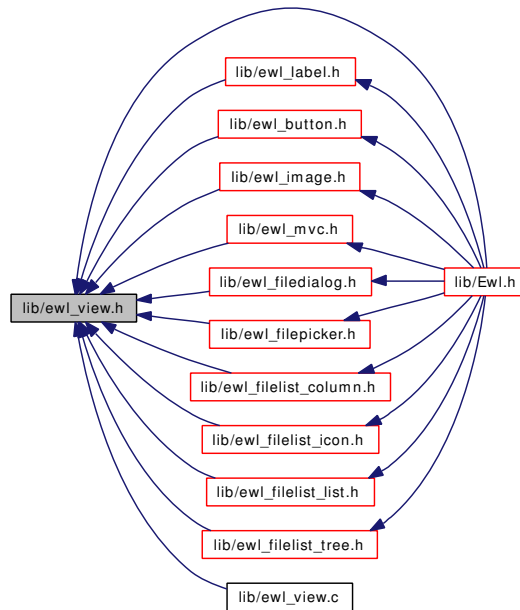 lib/ewl_label.h
lib/ewl_button.h
lib/ewl_image.h
lib/ewl_mvc.h
lib/ewl_filedialog.h
lib/Ewl.h
lib/ewl_view.h
lib/ewl_filepicker.h
lib/ewl_filelist_column.h
lib/ewl_filelist_icon.h
lib/ewl_filelist_list.h
lib/ewl_filelist_tree.h
lib/ewl_view.c